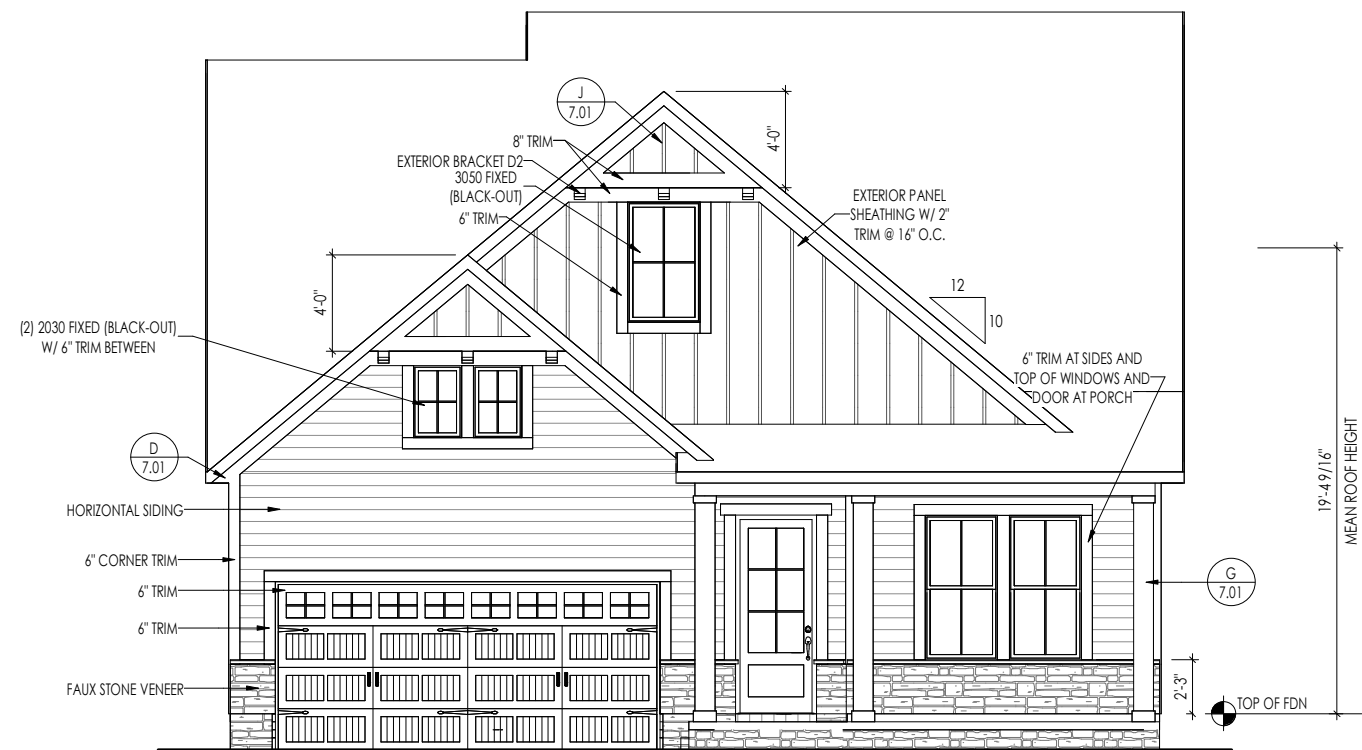 J
7.01
8" TRIM
EXTERIOR BRACKET D2
3050 FIXED
(BLACK-OUT)
6" TRIM
4'-0"
EXTERIOR PANEL
SHEATHING W/ 2"
TRIM @ 16" O.C.
12
10
4'-0"
(2) 2030 FIXED (BLACK-OUT)
W/ 6" TRIM BETWEEN
6" TRIM AT SIDES AND
TOP OF WINDOWS AND
DOOR AT PORCH
D
7.01
HORIZONTAL SIDING
6" CORNER TRIM
6" TRIM
6" TRIM
FAUX STONE VENEER
19'-4 9/16"
MEAN ROOF HEIGHT
G
7.01
2'-3"
TOP OF FDN